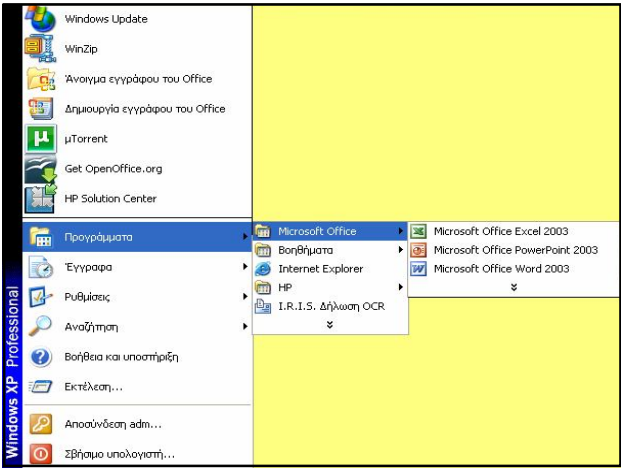 Windows Update
WinZip
Άνοιγμα εγγράφου του Office
Δημιουργία εγγράφου του Office
µTorrent
Get OpenOffice.org
HP Solution Center
Προγράμματα
Έγγραφα
Ρυθμίσεις
Αναζήτηση
Βοήθεια και υποστήριξη
Εκτέλεση...
Αποσύνδεση adm...
Σβήσιμο υπολογιστή...
Microsoft Office
Βοηθήματα
Internet Explorer
HP
I.R.I.S. Δήλωση OCR
Microsoft Office Excel 2003
Microsoft Office PowerPoint 2003
Microsoft Office Word 2003
Windows XP Professional